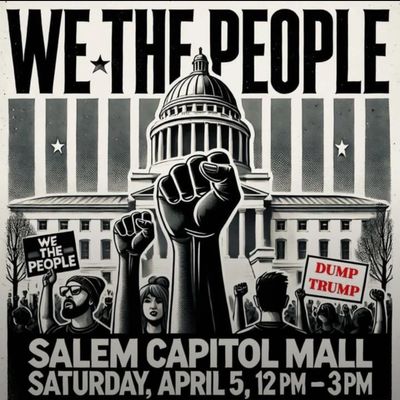 WE★THE PEOPLE
WE
THE
PEOPLE
DUMP
TRUMP
SALEM CAPITOL MALL
SATURDAY, APRIL 5, 12 PM – 3 PM